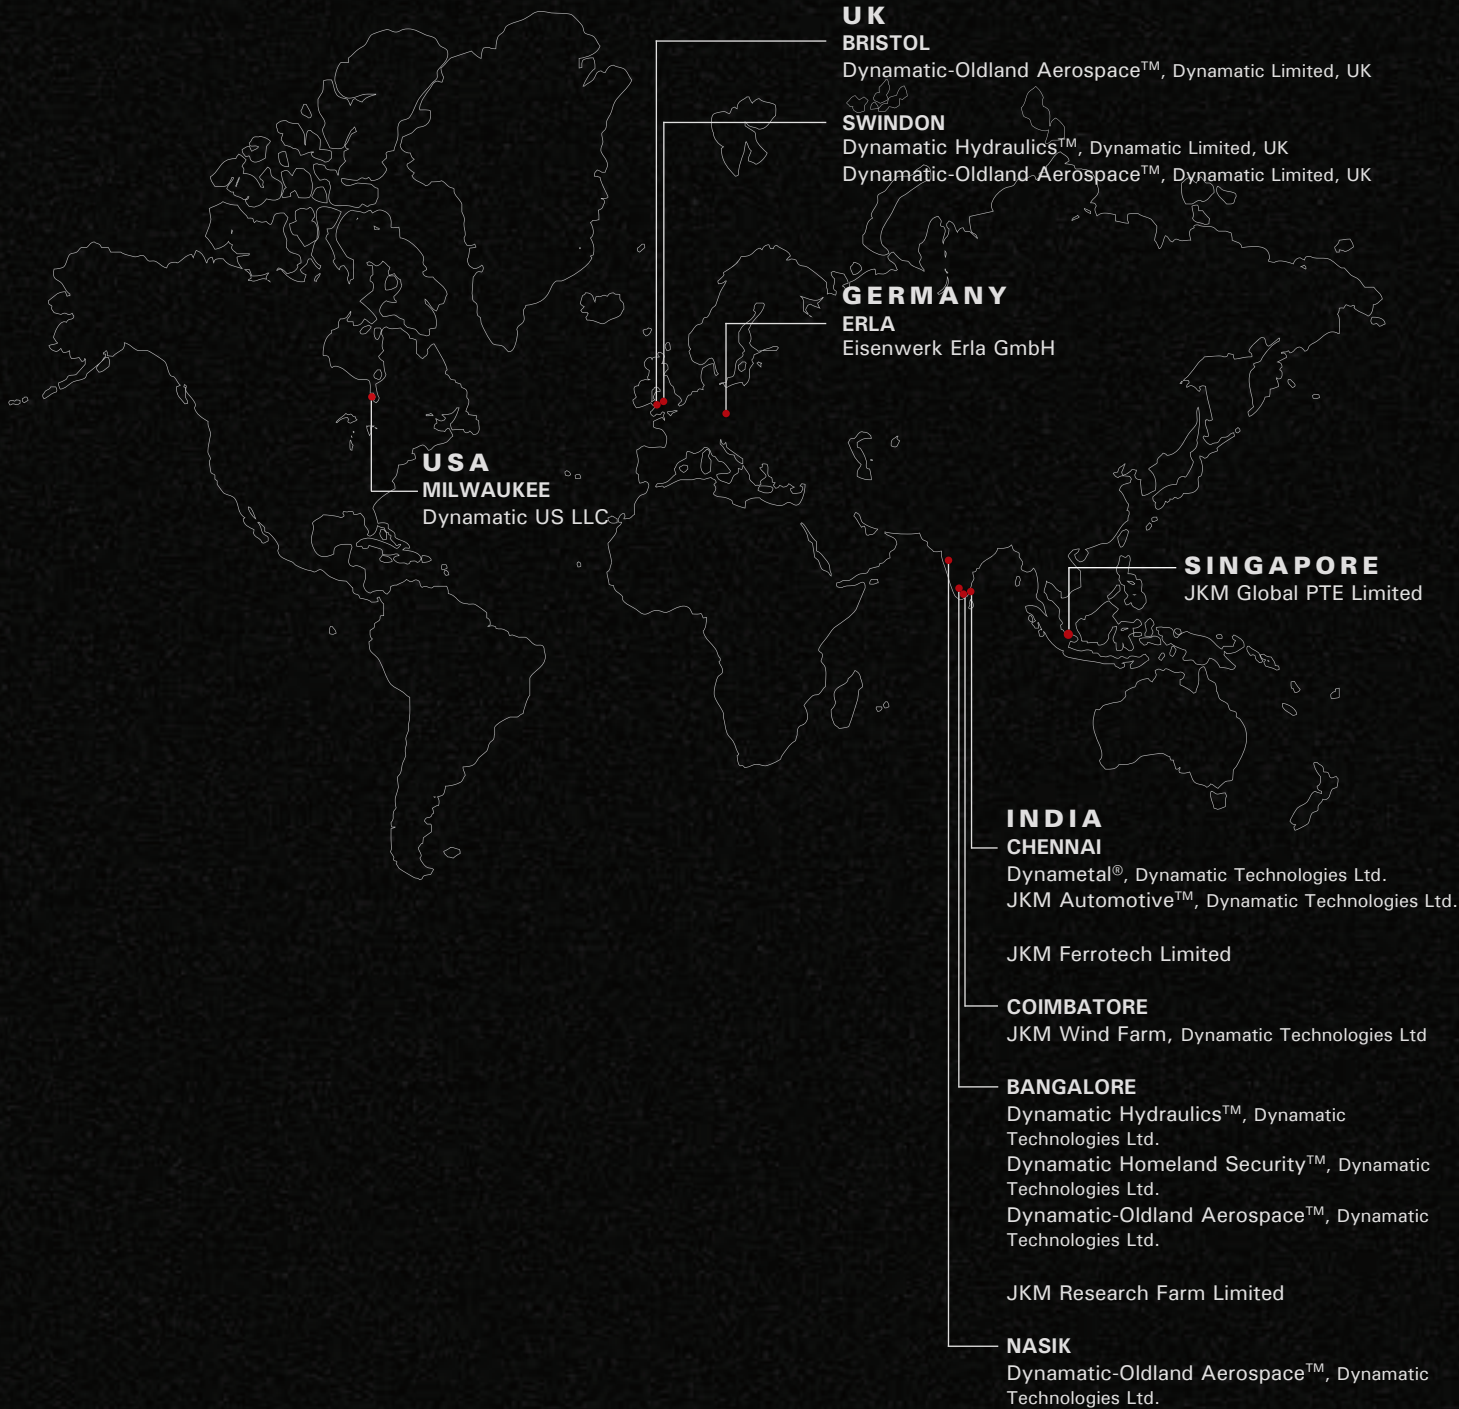 UK
BRISTOL
Dynamatic-Oldland Aerospace™, Dynamatic Limited, UK
SWINDON
Dynamatic Hydraulics™, Dynamatic Limited, UK
Dynamatic-Oldland Aerospace™, Dynamatic Limited, UK
GERMANY
ERLA
Eisenwerk Erla GmbH
USA
MILWAUKEE
Dynamatic US LLC
SINGAPORE
JKM Global PTE Limited
INDIA
CHENNAI
Dynametal®, Dynamatic Technologies Ltd.
JKM Automotive™, Dynamatic Technologies Ltd.
JKM Ferrotech Limited
COIMBATORE
JKM Wind Farm, Dynamatic Technologies Ltd
BANGALORE
Dynamatic Hydraulics™, Dynamatic
Technologies Ltd.
Dynamatic Homeland Security™, Dynamatic
Technologies Ltd.
Dynamatic-Oldland Aerospace™, Dynamatic
Technologies Ltd.
JKM Research Farm Limited
NASIK
Dynamatic-Oldland Aerospace™, Dynamatic
Technologies Ltd.